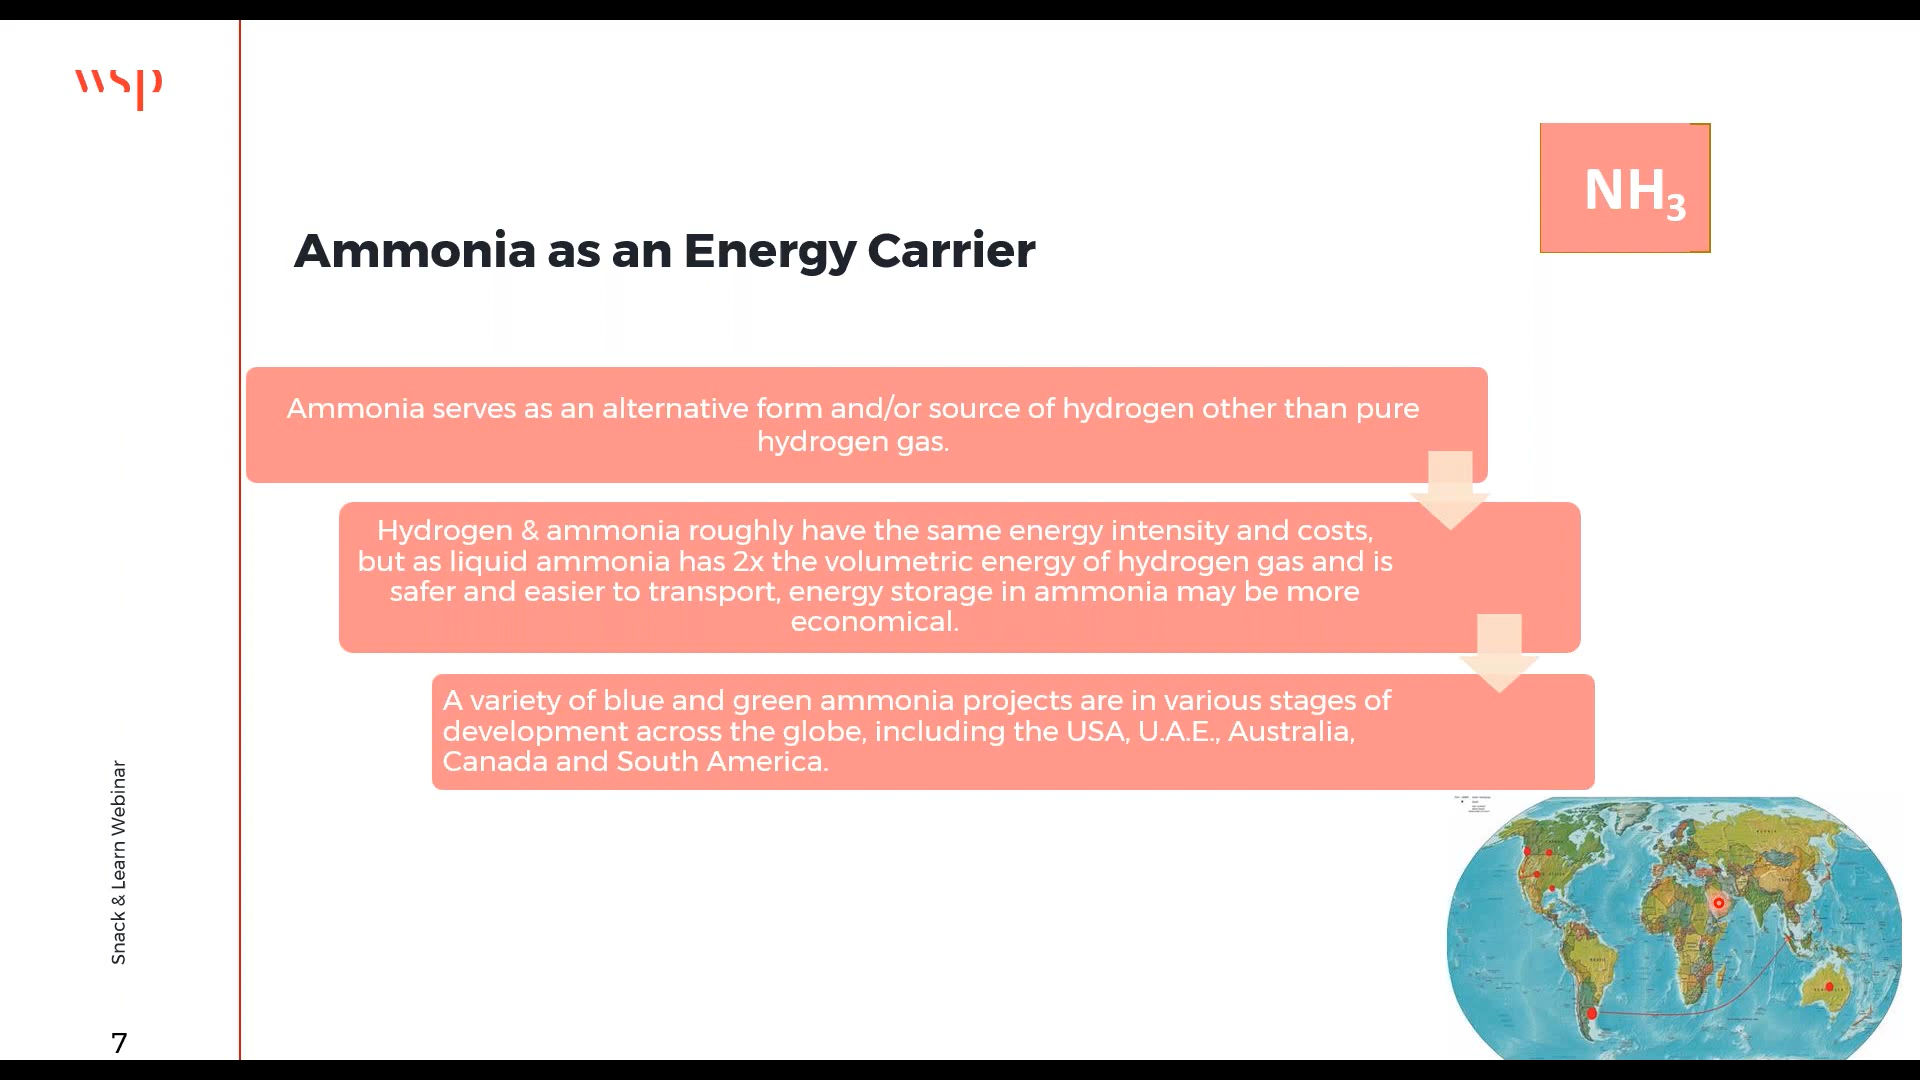 wsp
NH₃
Ammonia as an Energy Carrier
Ammonia serves as an alternative form and/or source of hydrogen other than pure
hydrogen gas.
Hydrogen & ammonia roughly have the same energy intensity and costs,
but as liquid ammonia has 2x the volumetric energy of hydrogen gas and is
safer and easier to transport, energy storage in ammonia may be more
economical.
A variety of blue and green ammonia projects are in various stages of
development across the globe, including the USA, U.A.E., Australia,
Canada and South America.
Snack & Learn Webinar
7